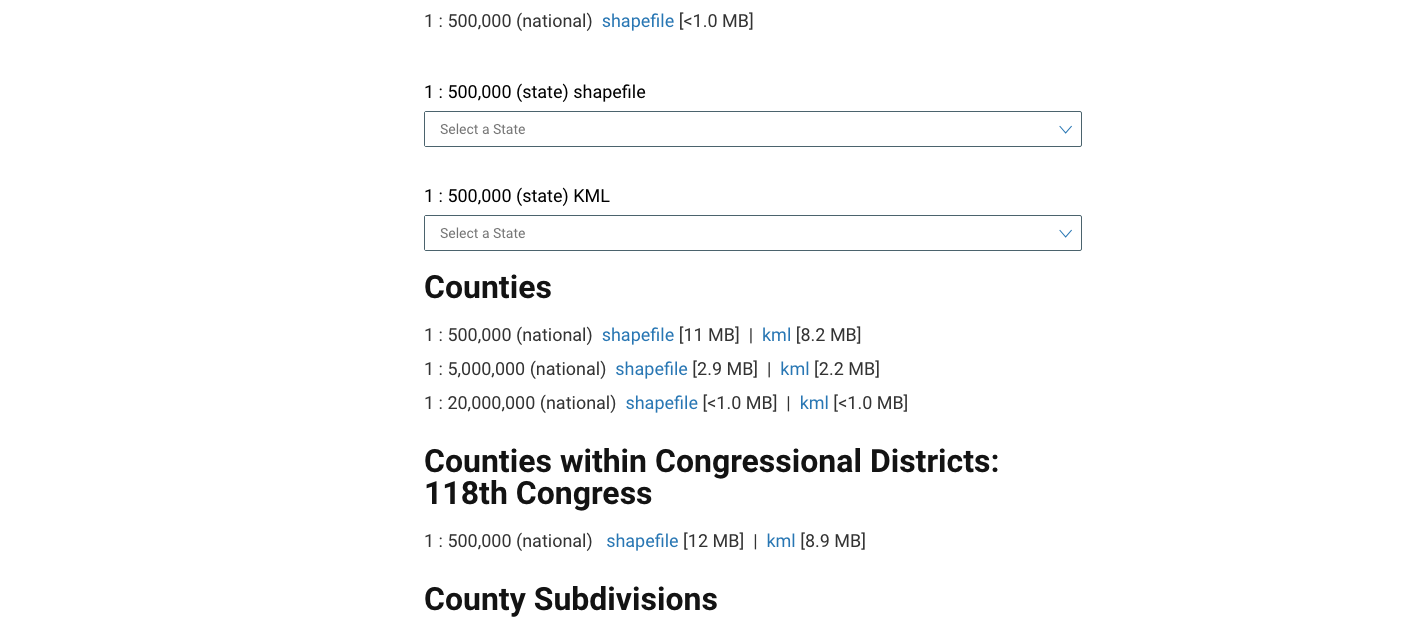 1 : 500,000 (national) shapefile [<1.0 MB]
1 : 500,000 (state) shapefile
Select a State
1 : 500,000 (state) KML
Select a State
Counties
1 : 500,000 (national) shapefile [11 MB] | kml [8.2 MB]
1 : 5,000,000 (national) shapefile [2.9 MB] | kml [2.2 MB]
1 : 20,000,000 (national) shapefile [<1.0 MB] | kml [<1.0 MB]
Counties within Congressional Districts:
118th Congress
1 : 500,000 (national) shapefile [12 MB] | kml [8.9 MB]
County Subdivisions